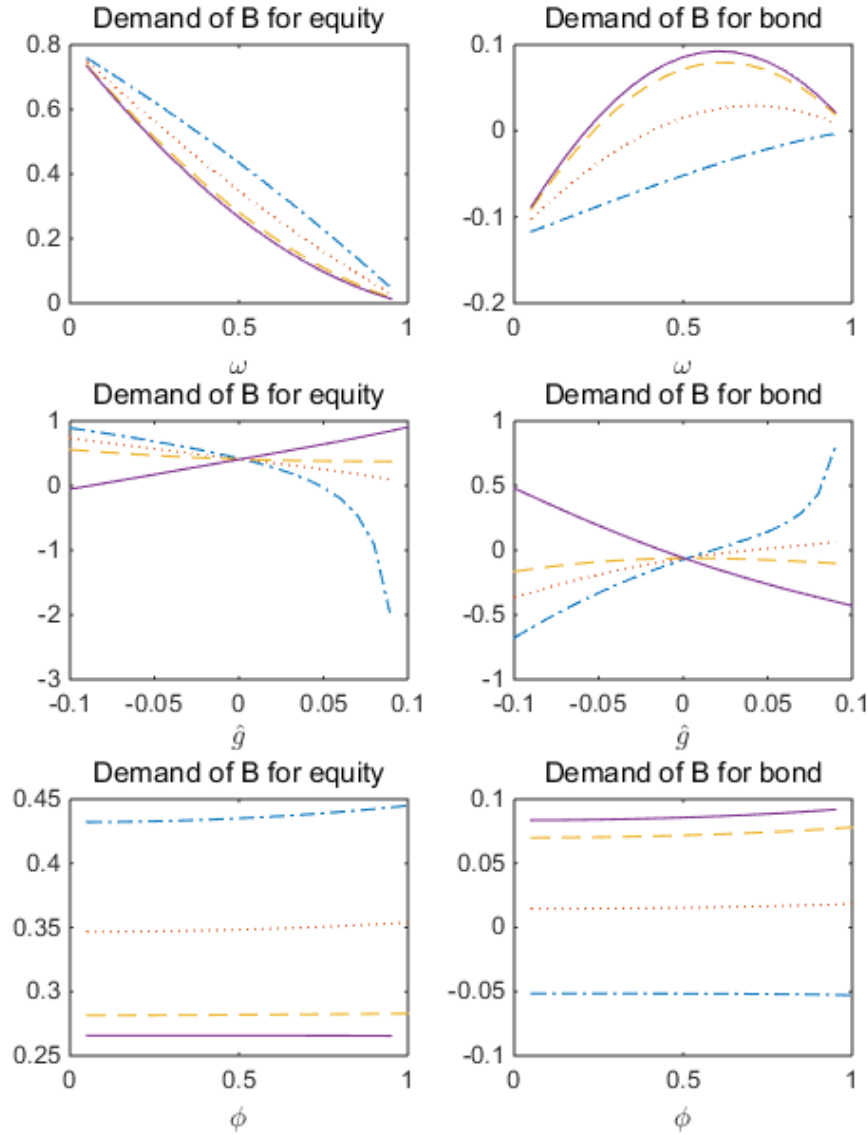 Demand of B for equity
0.8
0.6
0.4
0.2
0
0 0.5 1
ω
Demand of B for bond
0.1
0
-0.1
-0.2
0 0.5 1
ω
Demand of B for equity
1
0
-1
-2
-3
-0.1 -0.05 0 0.05 0.1
ĝ
Demand of B for bond
1
0.5
0
-0.5
-1
-0.1 -0.05 0 0.05 0.1
ĝ
Demand of B for equity
0.45
0.4
0.35
0.3
0.25
0 0.5 1
ϕ
Demand of B for bond
0.1
0.05
0
-0.05
-0.1
0 0.5 1
ϕ